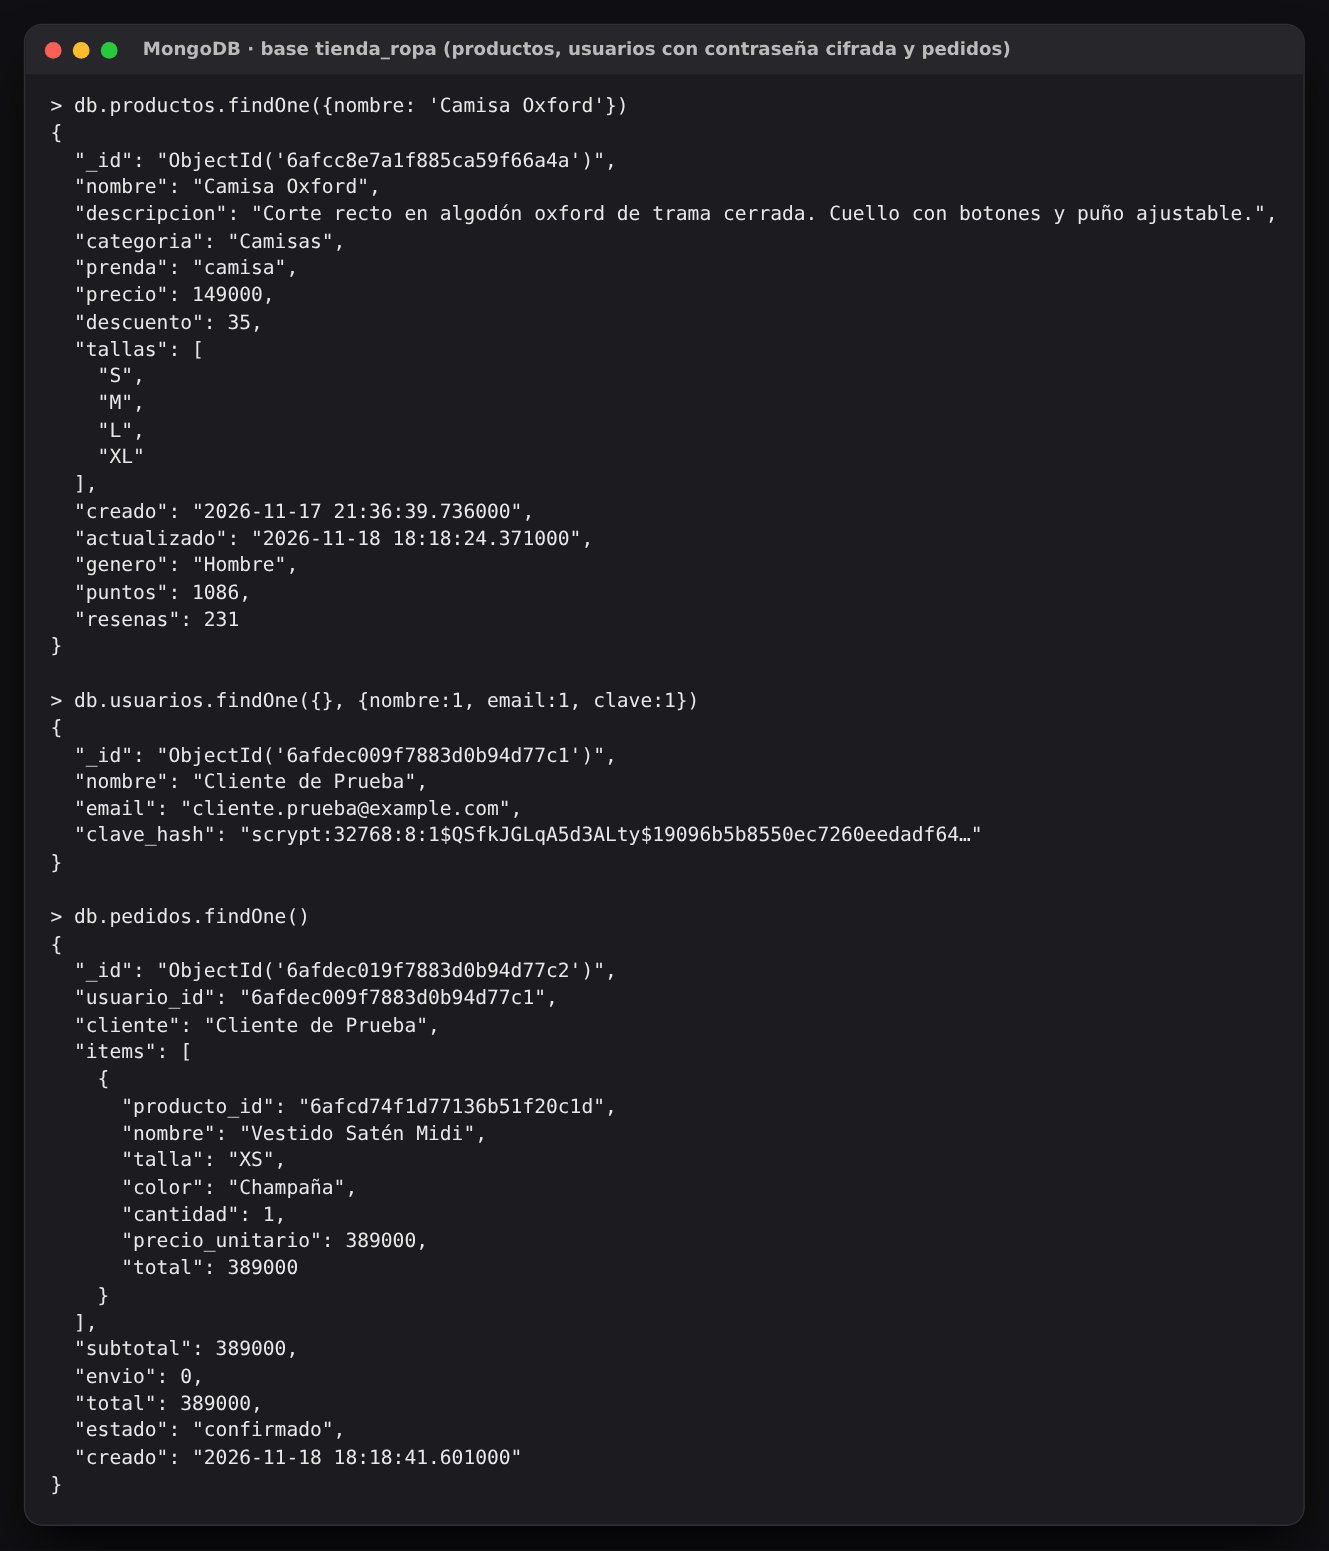 MongoDB · base tienda_ropa (productos, usuarios con contraseña cifrada y pedidos)
> db.productos.findOne({nombre: 'Camisa Oxford'})
{
  "_id": "ObjectId('6afcc8e7a1f885ca59f66a4a')",
  "nombre": "Camisa Oxford",
  "descripcion": "Corte recto en algodón oxford de trama cerrada. Cuello con botones y puño ajustable.",
  "categoria": "Camisas",
  "prenda": "camisa",
  "precio": 149000,
  "descuento": 35,
  "tallas": [
    "S",
    "M",
    "L",
    "XL"
  ],
  "creado": "2026-11-17 21:36:39.736000",
  "actualizado": "2026-11-18 18:18:24.371000",
  "genero": "Hombre",
  "puntos": 1086,
  "resenas": 231
}
> db.usuarios.findOne({}, {nombre:1, email:1, clave:1})
{
  "_id": "ObjectId('6afdec009f7883d0b94d77c1')",
  "nombre": "Cliente de Prueba",
  "email": "cliente.prueba@example.com",
  "clave_hash": "scrypt:32768:8:1$QSfkJGLqA5d3ALty$19096b5b8550ec7260eedadf64…"
}
> db.pedidos.findOne()
{
  "_id": "ObjectId('6afdec019f7883d0b94d77c2')",
  "usuario_id": "6afdec009f7883d0b94d77c1",
  "cliente": "Cliente de Prueba",
  "items": [
    {
      "producto_id": "6afcd74f1d77136b51f20c1d",
      "nombre": "Vestido Satén Midi",
      "talla": "XS",
      "color": "Champaña",
      "cantidad": 1,
      "precio_unitario": 389000,
      "total": 389000
    }
  ],
  "subtotal": 389000,
  "envio": 0,
  "total": 389000,
  "estado": "confirmado",
  "creado": "2026-11-18 18:18:41.601000"
}